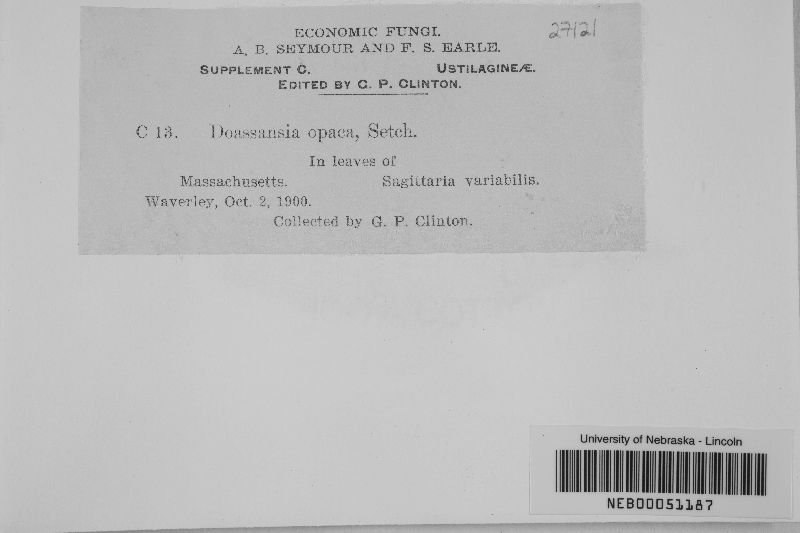 27121
ECONOMIC FUNGI.
A. B. SEYMOUR AND F. S. EARLE.
SUPPLEMENT C. USTILAGINEÆ.
EDITED BY G. P. CLINTON.
C 13. Doassansia opaca, Setch.
In leaves of
Massachusetts. Sagittaria variabilis.
Waverley, Oct. 2, 1900.
Collected by G. P. Clinton.
University of Nebraska - Lincoln
NEB00051187